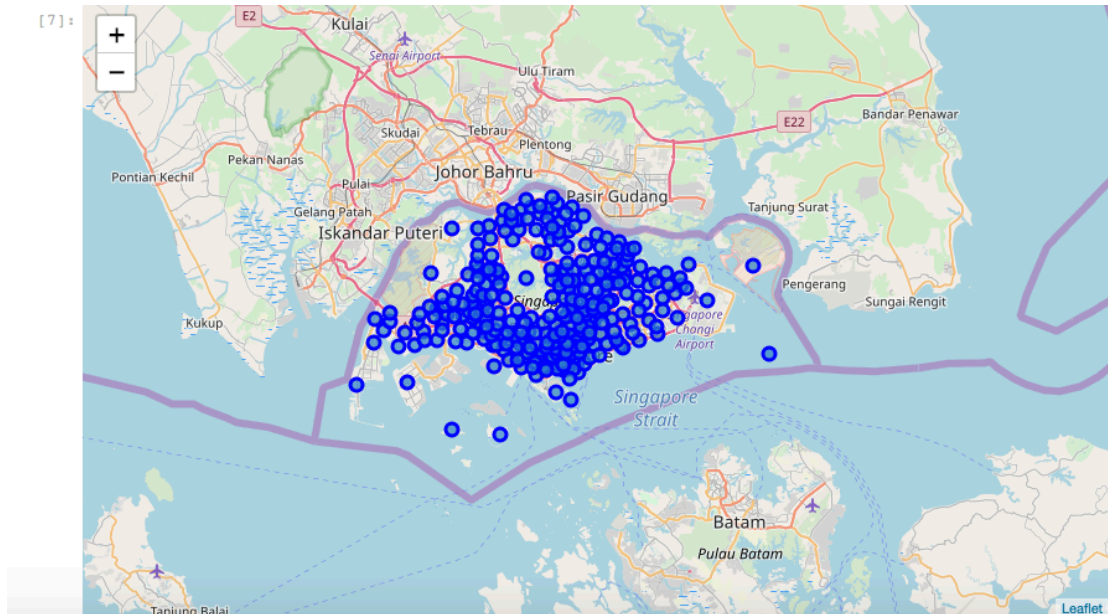 [7]:
+
−
E2
Kulai
Senai Airport
Ulu Tiram
E22
Bandar Penawar
Skudai
Tebrau
Plentong
Pekan Nanas
Pontian Kechil
Pulai
Johor Bahru
Pasir Gudang
Gelang Patah
Tanjung Surat
Iskandar Puteri
Pengerang
Sungai Rengit
Kukup
Changi
Airport
Singapore
Strait
Batam
Pulau Batam
Tanjung Balai
Leaflet